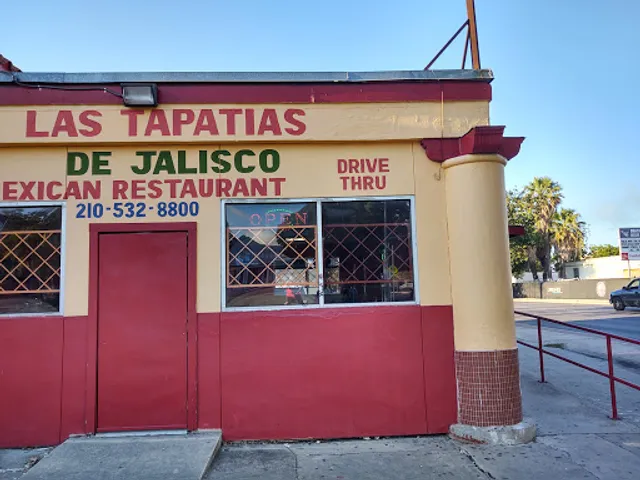 LAS TAPATIAS
DE JALISCO
EXICAN RESTAURANT
DRIVE
THRU
210-532-8800
OPEN